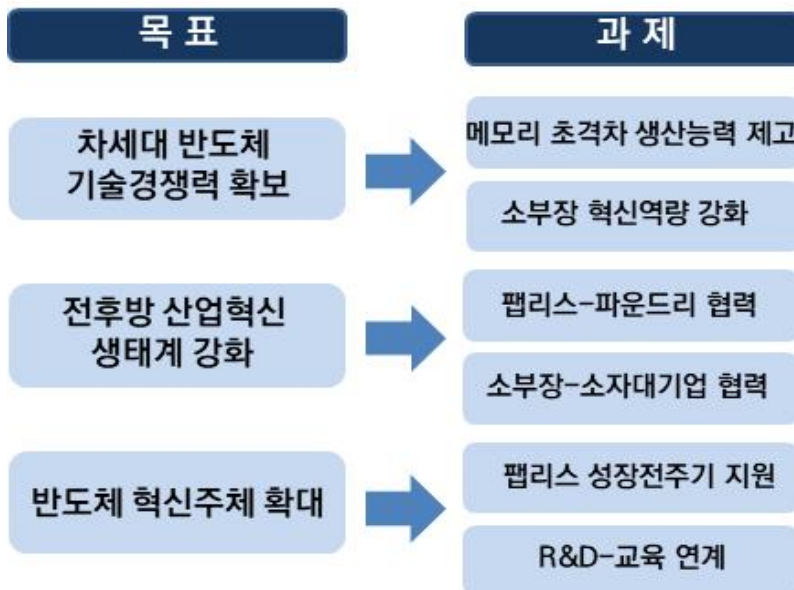 목 표
과 제
차세대 반도체
기술경쟁력 확보
메모리 초격차 생산능력 제고
소부장 혁신역량 강화
전후방 산업혁신
생태계 강화
팹리스-파운드리 협력
소부장-소자대기업 협력
반도체 혁신주체 확대
팹리스 성장전주기 지원
R&D-교육 연계